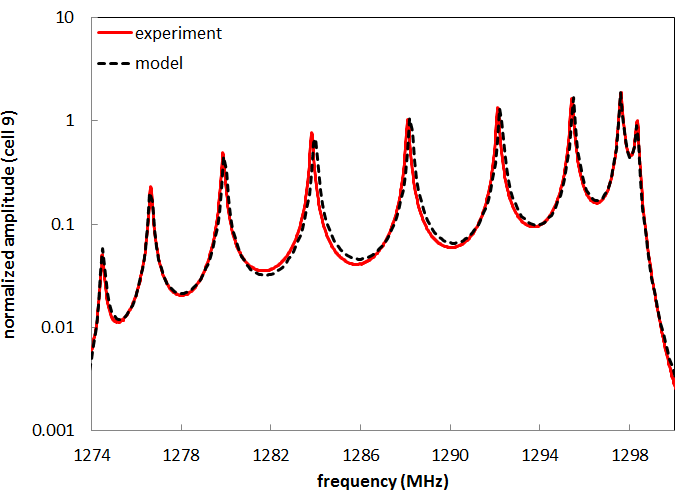 10
experiment
model
1
0.1
0.01
0.001
normalized amplitude (cell 9)
1274 1278 1282 1286 1290 1294 1298
frequency (MHz)